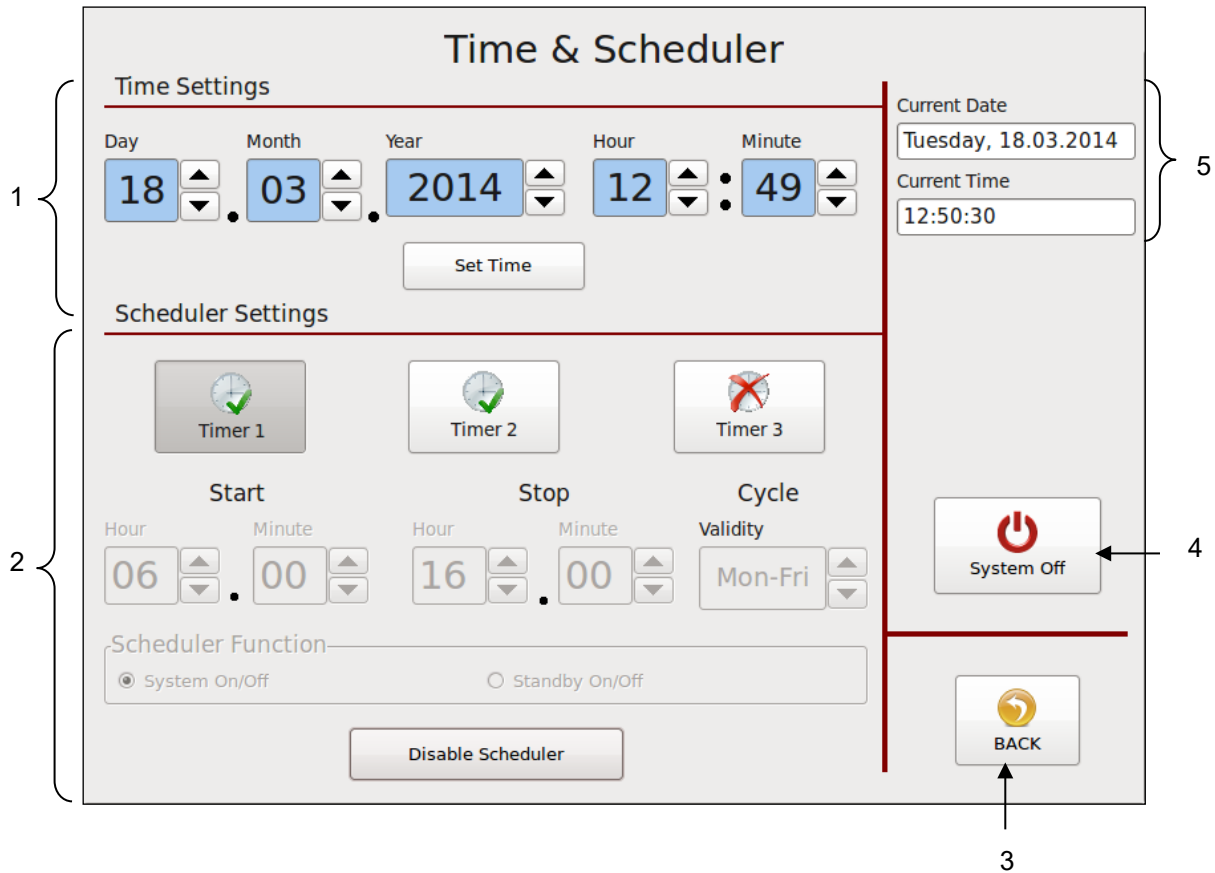 Time & Scheduler
Time Settings
Day Month Year Hour Minute
18 . 03 . 2014 12 : 49
Set Time
Current Date
Tuesday, 18.03.2014
Current Time
12:50:30
1
5
Scheduler Settings
Timer 1 Timer 2 Timer 3
Start Stop Cycle
Hour Minute Hour Minute Validity
06 . 00 16 . 00 Mon-Fri
Scheduler Function
System On/Off Standby On/Off
Disable Scheduler
2
System Off
4
BACK
3